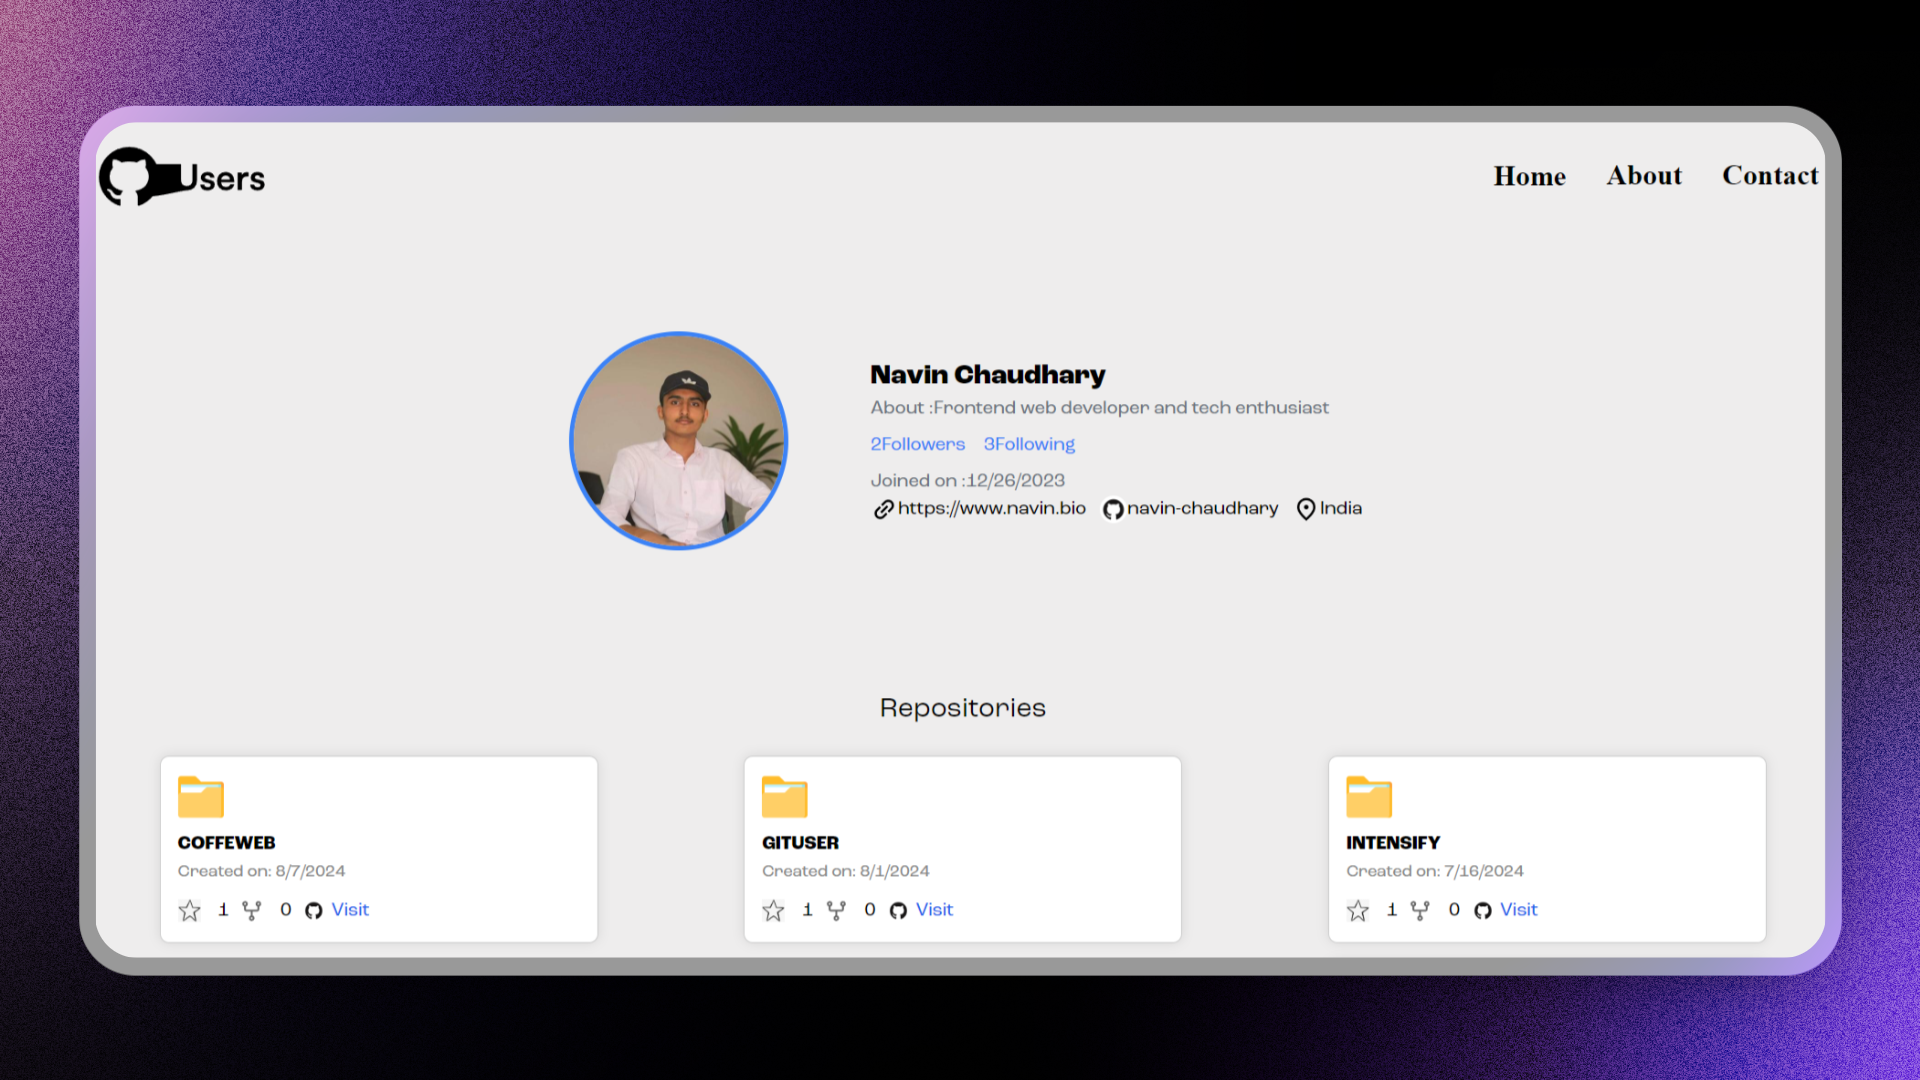 Users
Home About Contact
Navin Chaudhary
About :Frontend web developer and tech enthusiast
2Followers 3Following
Joined on :12/26/2023
https://www.navin.bio navin-chaudhary India
Repositories
COFFEWEB
Created on: 8/7/2024
1 0 Visit
GITUSER
Created on: 8/1/2024
1 0 Visit
INTENSIFY
Created on: 7/16/2024
1 0 Visit